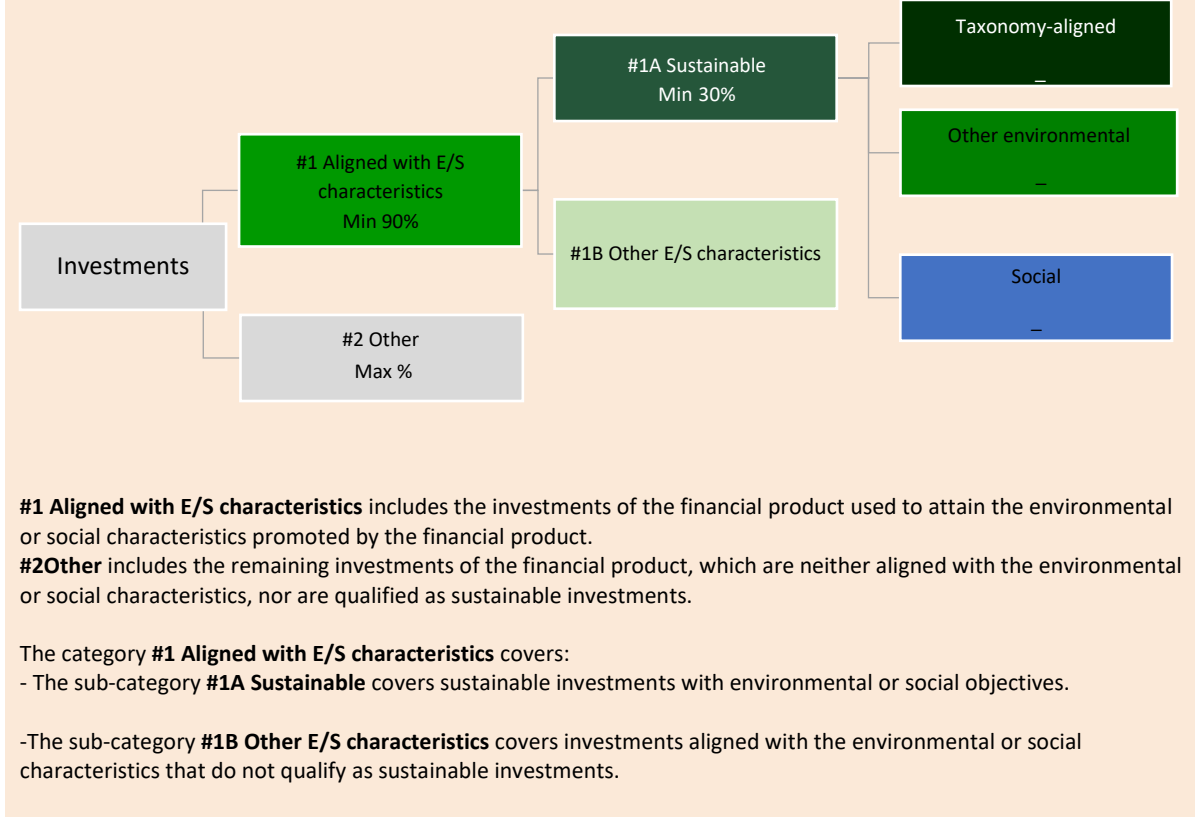 Taxonomy-aligned
_
#1A Sustainable
Min 30%
Other environmental
_
#1 Aligned with E/S
characteristics
Min 90%
#1B Other E/S characteristics
Investments
Social
_
#2 Other
Max %
#1 Aligned with E/S characteristics includes the investments of the financial product used to attain the environmental
or social characteristics promoted by the financial product.
#2Other includes the remaining investments of the financial product, which are neither aligned with the environmental
or social characteristics, nor are qualified as sustainable investments.
The category #1 Aligned with E/S characteristics covers:
- The sub-category #1A Sustainable covers sustainable investments with environmental or social objectives.
-The sub-category #1B Other E/S characteristics covers investments aligned with the environmental or social
characteristics that do not qualify as sustainable investments.